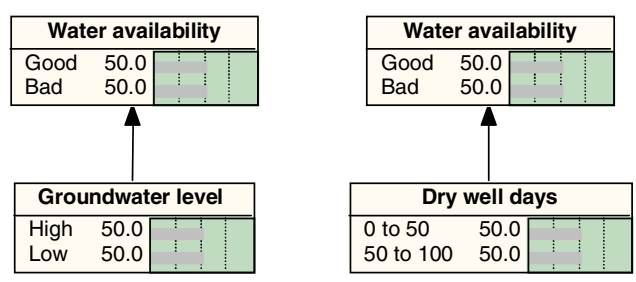 Water availability
Good 50.0
Bad 50.0
Water availability
Good 50.0
Bad 50.0
Groundwater level
High 50.0
Low 50.0
Dry well days
0 to 50 50.0
50 to 100 50.0